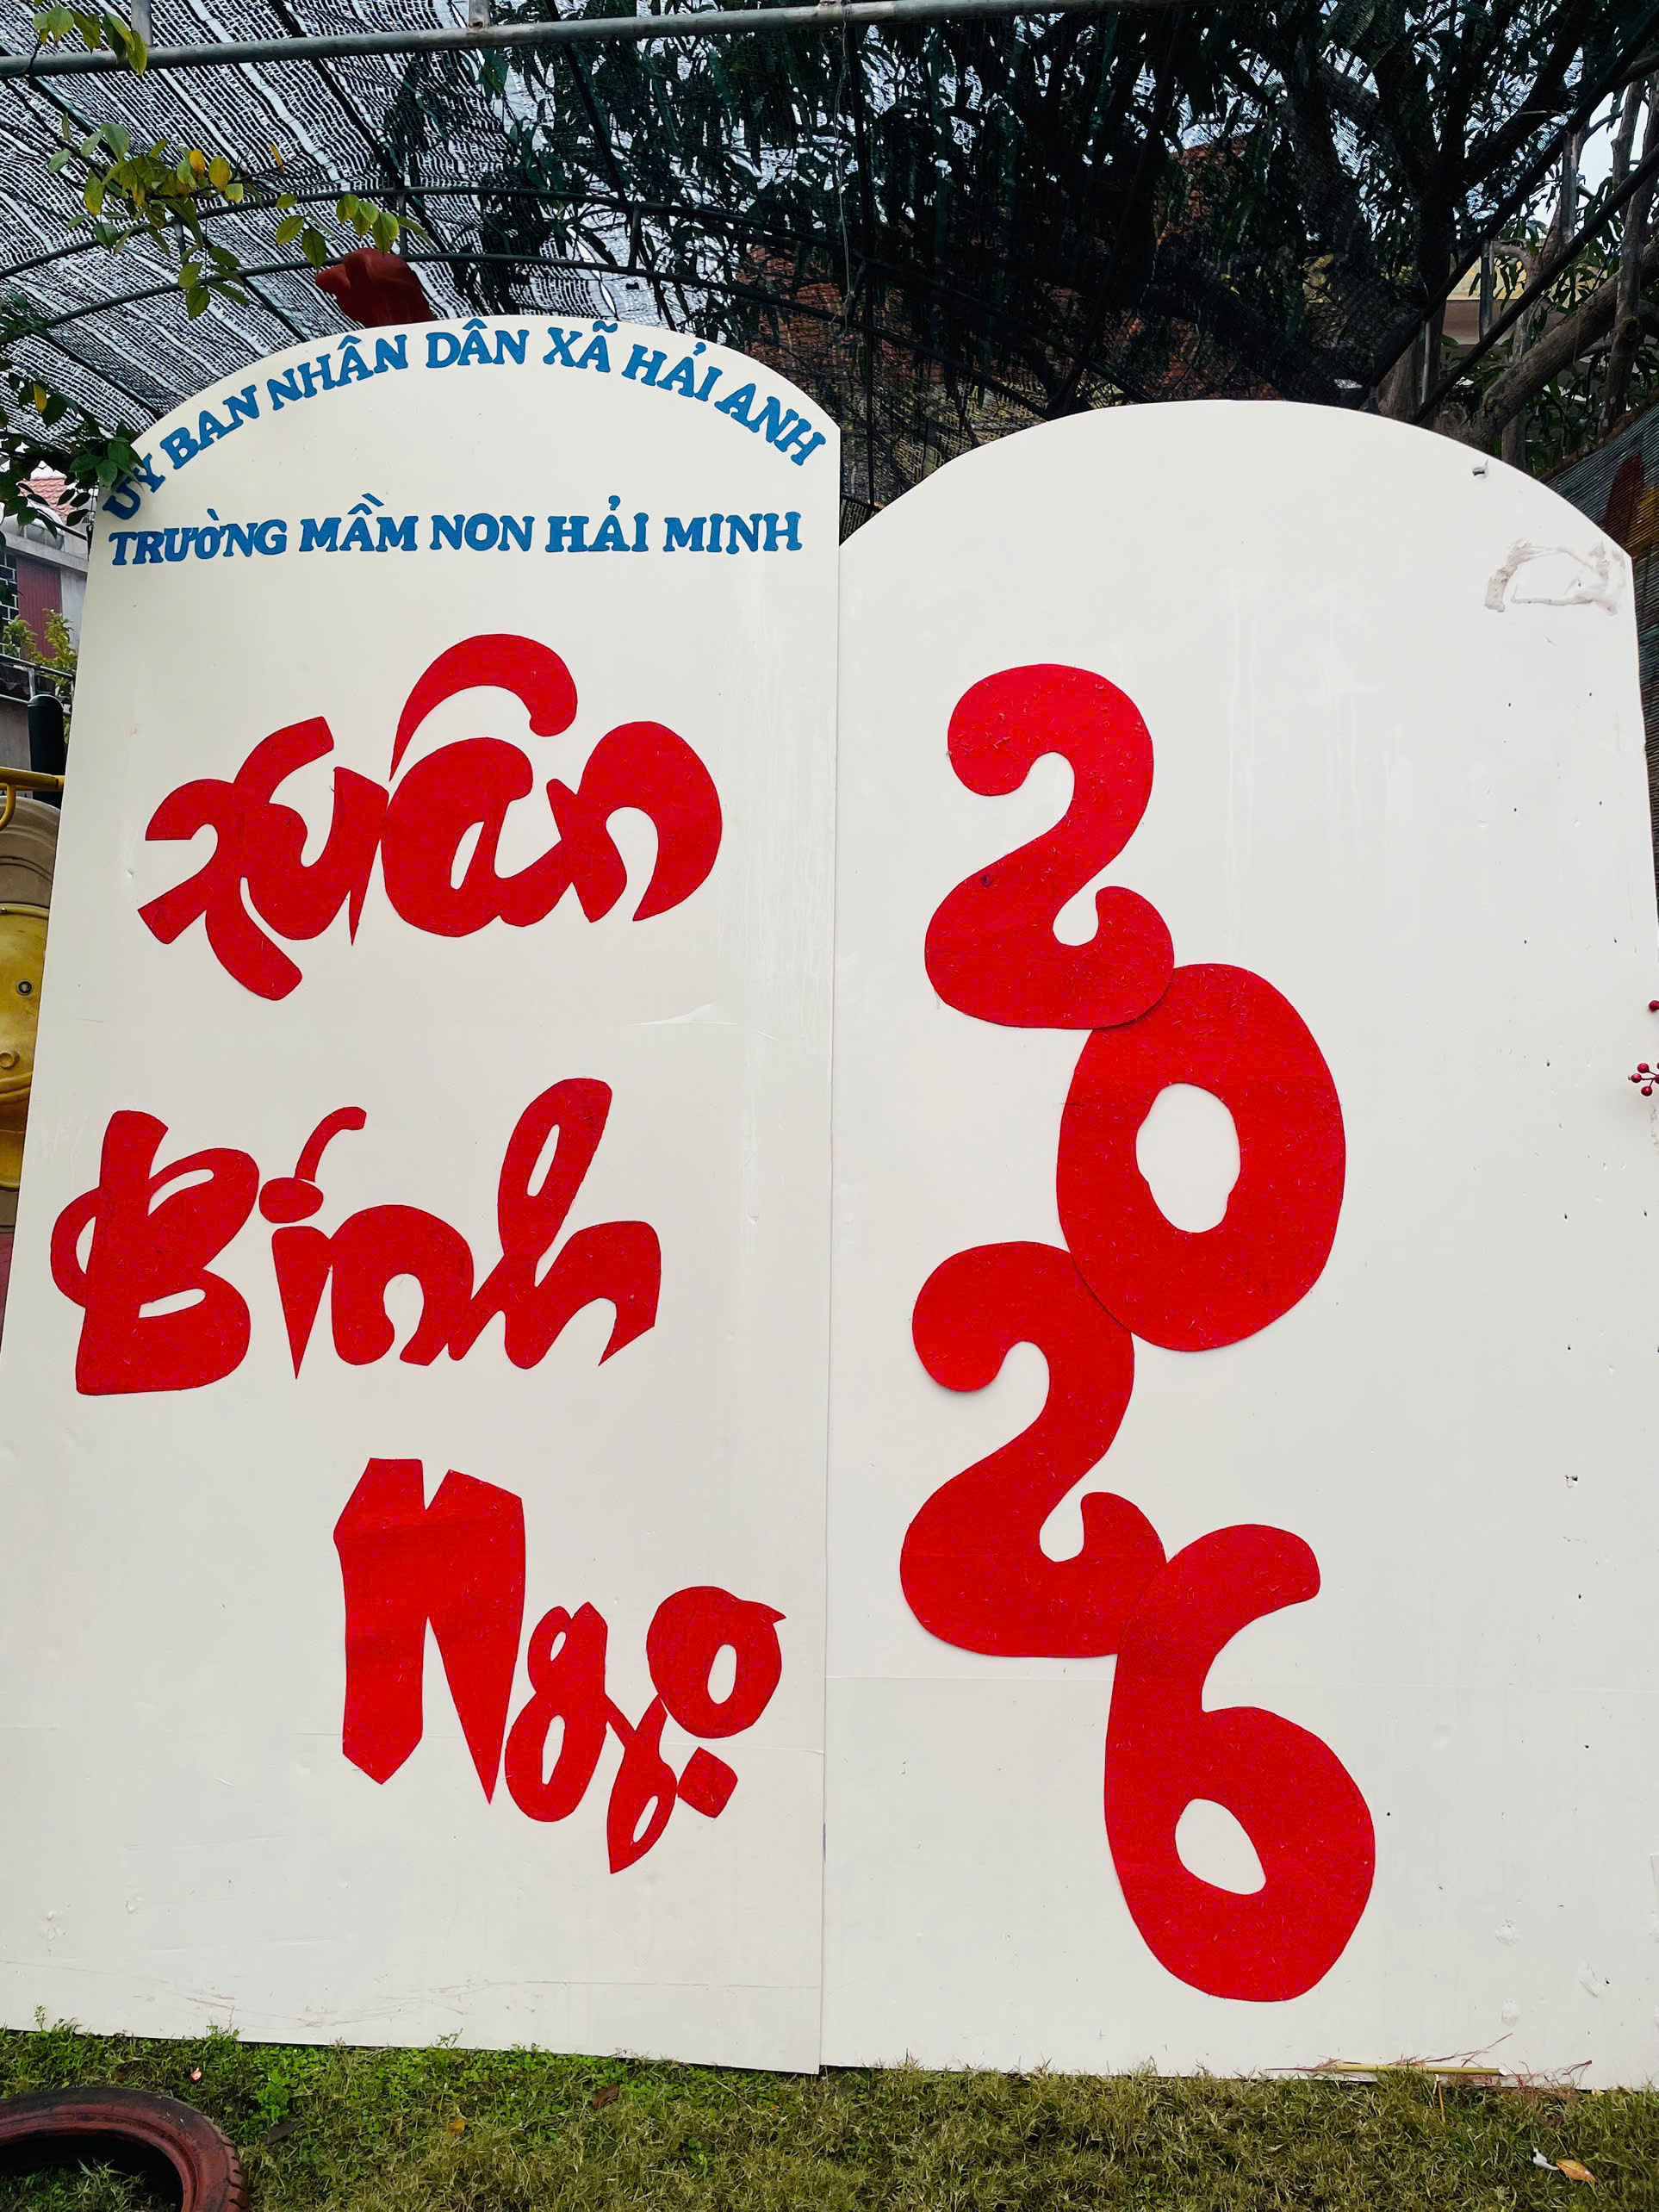 ỦY BAN NHÂN DÂN XÃ HẢI ANH
TRƯỜNG MẦM NON HẢI MINH
Xuân
Bính
Ngọ
2026